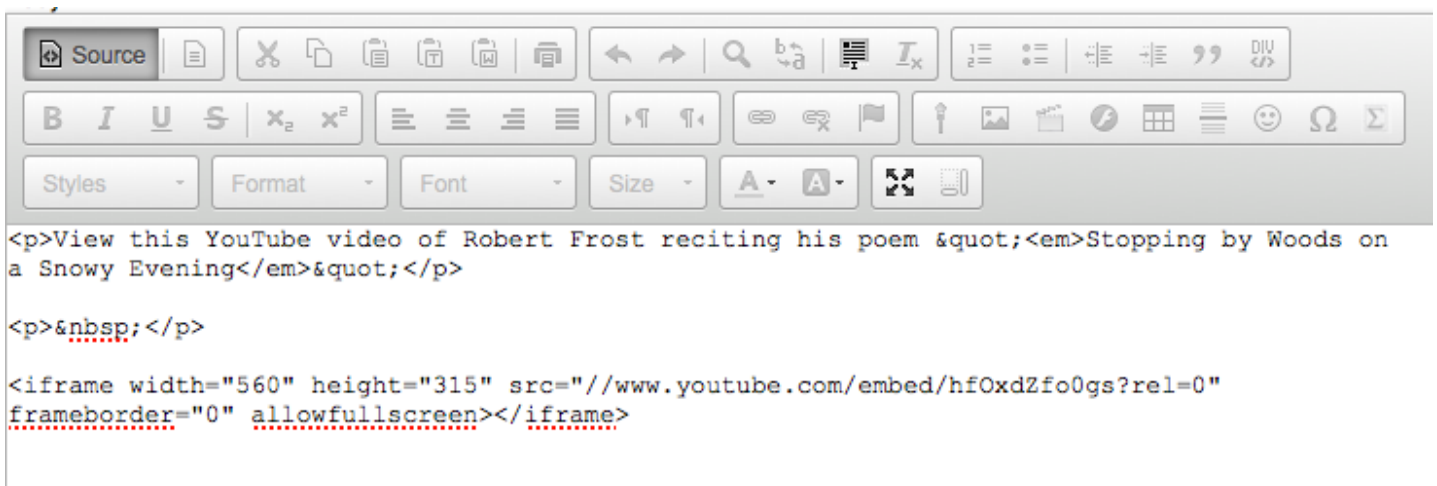 Source
B I U S x₂ x²
Styles Format Font Size A A
<p>View this YouTube video of Robert Frost reciting his poem &quot;<em>Stopping by Woods on
a Snowy Evening</em>&quot;</p>
<p>&nbsp;</p>
<iframe width="560" height="315" src="//www.youtube.com/embed/hfOxdZfo0gs?rel=0"
frameborder="0" allowfullscreen></iframe>